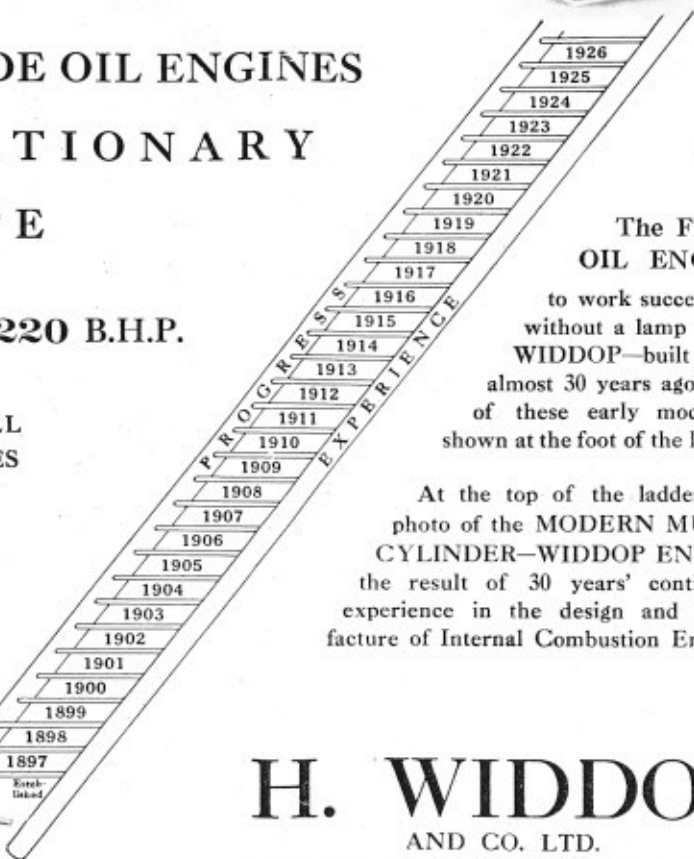 DE OIL ENGINES
TIONARY
E
220 B.H.P.
LL
ES
1926
1925
1924
1923
1922
1921
1920
1919
1918
1917
1916
1915
1914
1913
1912
1911
1910
1909
1908
1907
1906
1905
1904
1903
1902
1901
1900
1899
1898
1897
Estab-
lished
PROGRESS
EXPERIENCE
The F
OIL ENG
to work succe
without a lamp
WIDDOP—built
almost 30 years ago
of these early mod
shown at the foot of the l
At the top of the ladder
photo of the MODERN MU
CYLINDER—WIDDOP EN
the result of 30 years' conti
experience in the design and
facture of Internal Combustion En
H. WIDDO
AND CO. LTD.